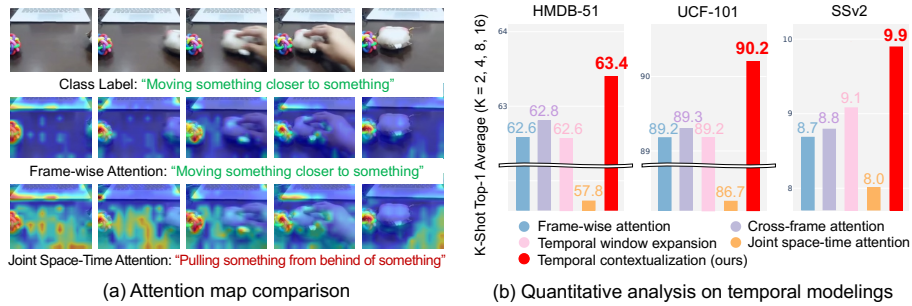 Class Label: "Moving something closer to something"
Frame-wise Attention: "Moving something closer to something"
Joint Space-Time Attention: "Pulling something from behind of something"
(a) Attention map comparison
(b)
HMDB-51
UCF-101
SSv2
K-Shot Top-1 Average (K = 2, 4, 8, 16)
64
63
62.6
62.8
62.6
57.8
63.4
90
89
89.2
89.3
89.2
86.7
90.2
10
9
8
8.7
8.8
9.1
8.0
9.9
Frame-wise attention
Cross-frame attention
Temporal window expansion
Joint space-time attention
Temporal contextualization (ours)
(b) Quantitative analysis on temporal modelings